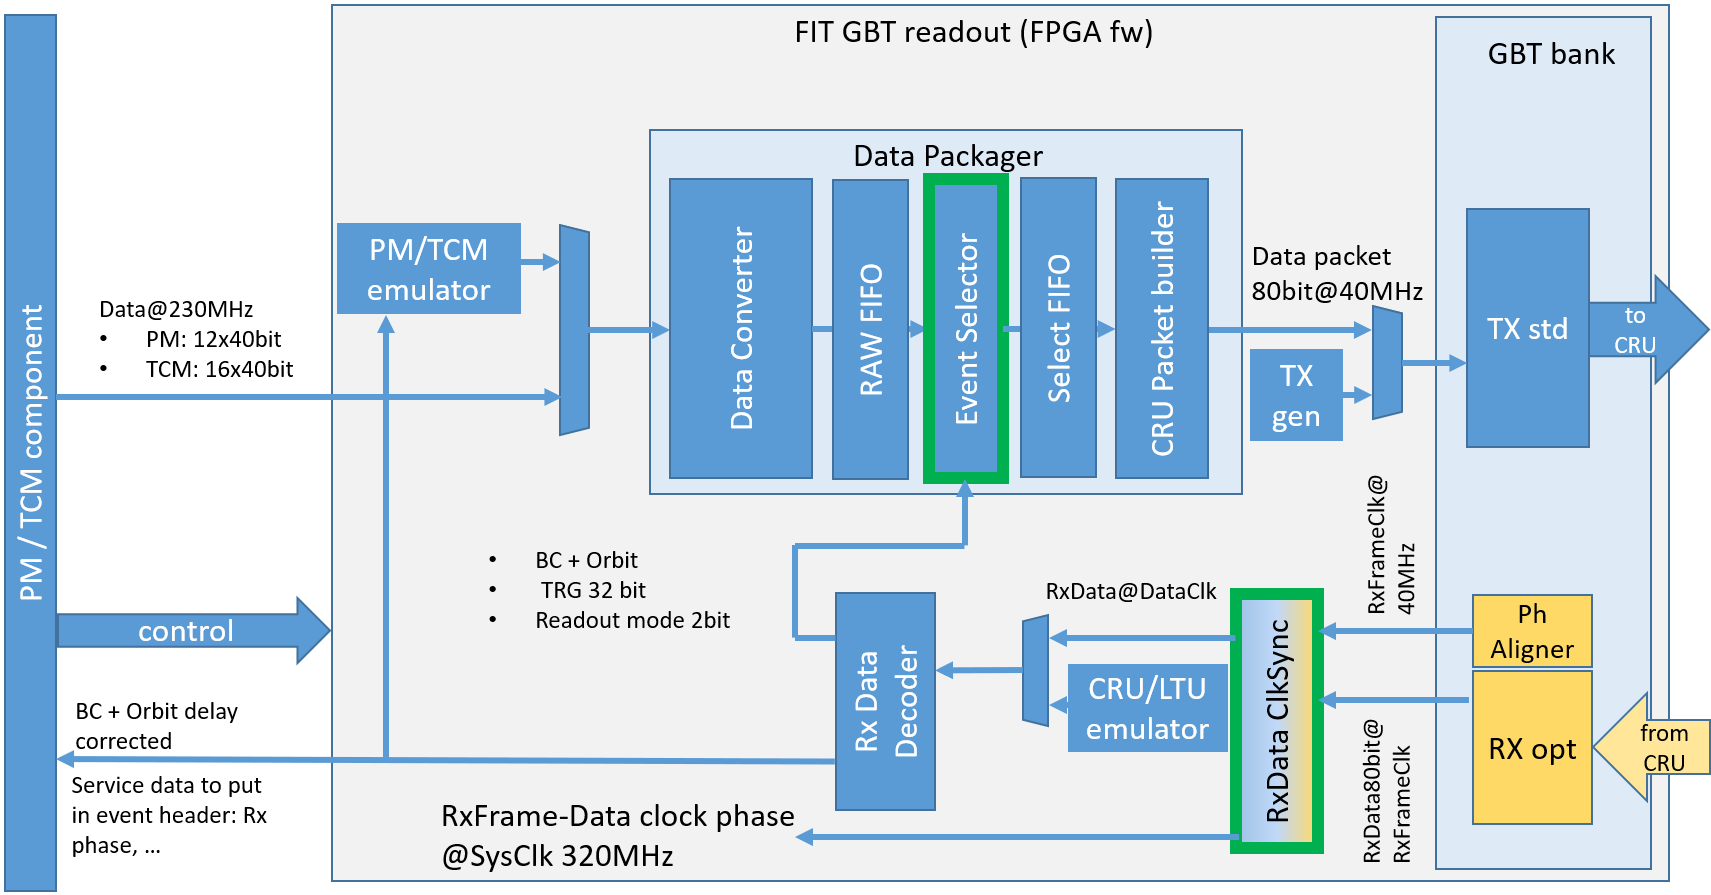 FIT GBT readout (FPGA fw)
GBT bank
Data Packager
PM/TCM
emulator
Data Converter
RAW FIFO
Event Selector
Select FIFO
CRU Packet builder
Data packet
80bit@40MHz
TX
gen
TX std
to
CRU
PM / TCM component
Data@230MHz
• PM: 12x40bit
• TCM: 16x40bit
control
• BC + Orbit
• TRG 32 bit
• Readout mode 2bit
Rx Data
Decoder
RxData@DataClk
CRU/LTU
emulator
RxData ClkSync
RxFrameClk@
40MHz
RxData80bit@
RxFrameClk
Ph
Aligner
RX opt
from
CRU
BC + Orbit delay
corrected
Service data to put
in event header: Rx
phase, ...
RxFrame-Data clock phase
@SysClk 320MHz